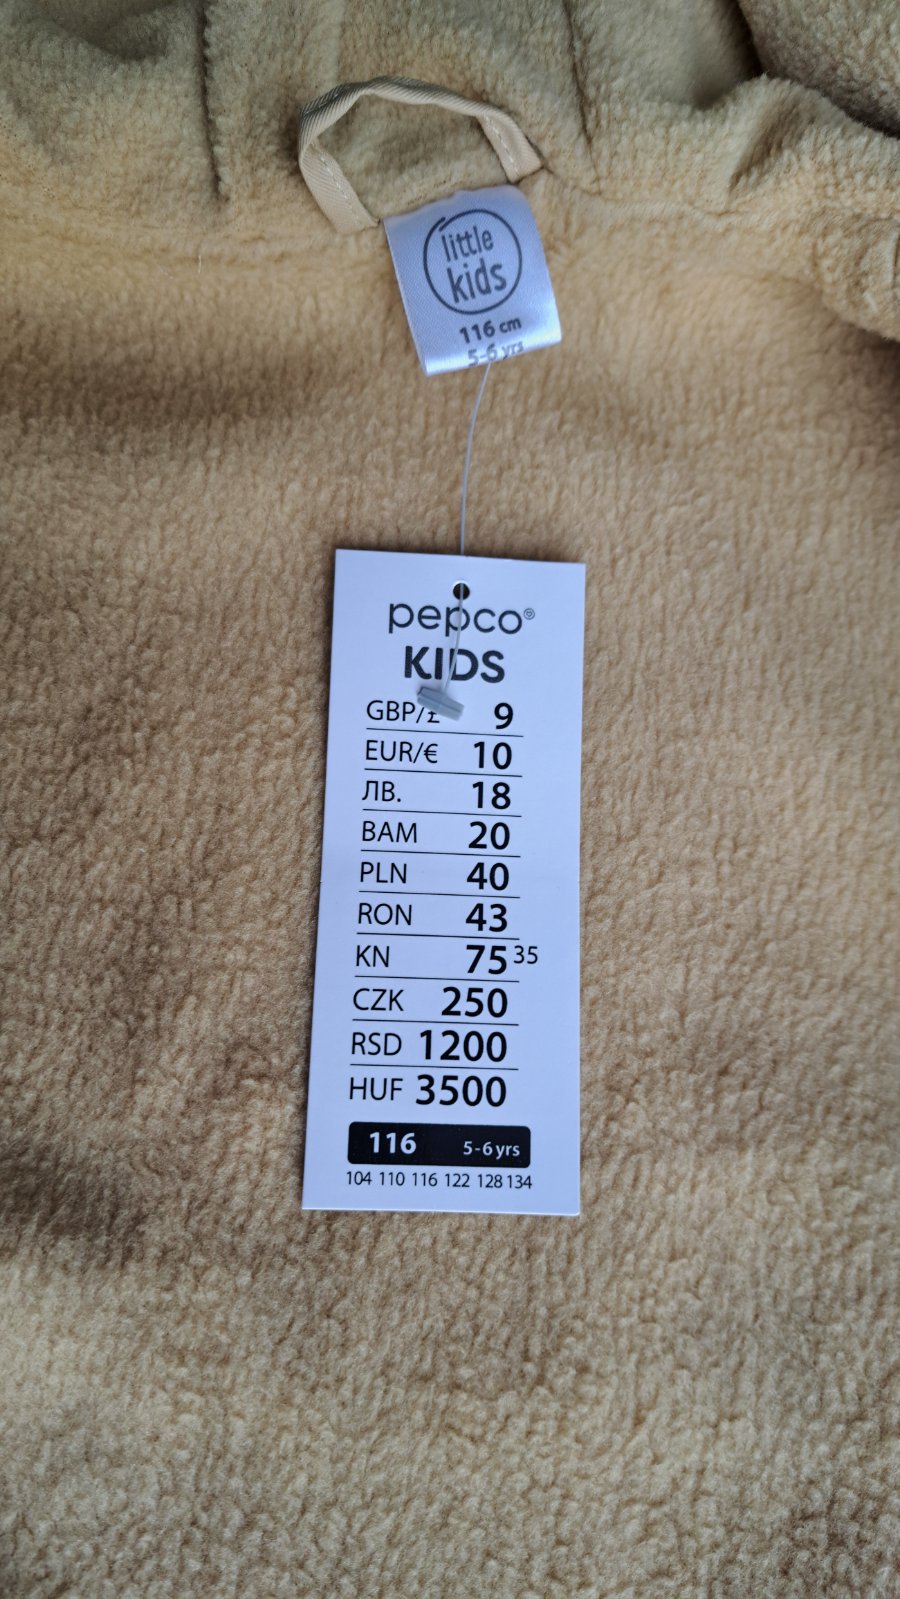 little
kids
116 cm
5-6 yrs
pepco®
KIDS
GBP/£ 9
EUR/€ 10
ЛВ. 18
BAM 20
PLN 40
RON 43
KN 75 35
CZK 250
RSD 1200
HUF 3500
116 5-6 yrs
104 110 116 122 128 134